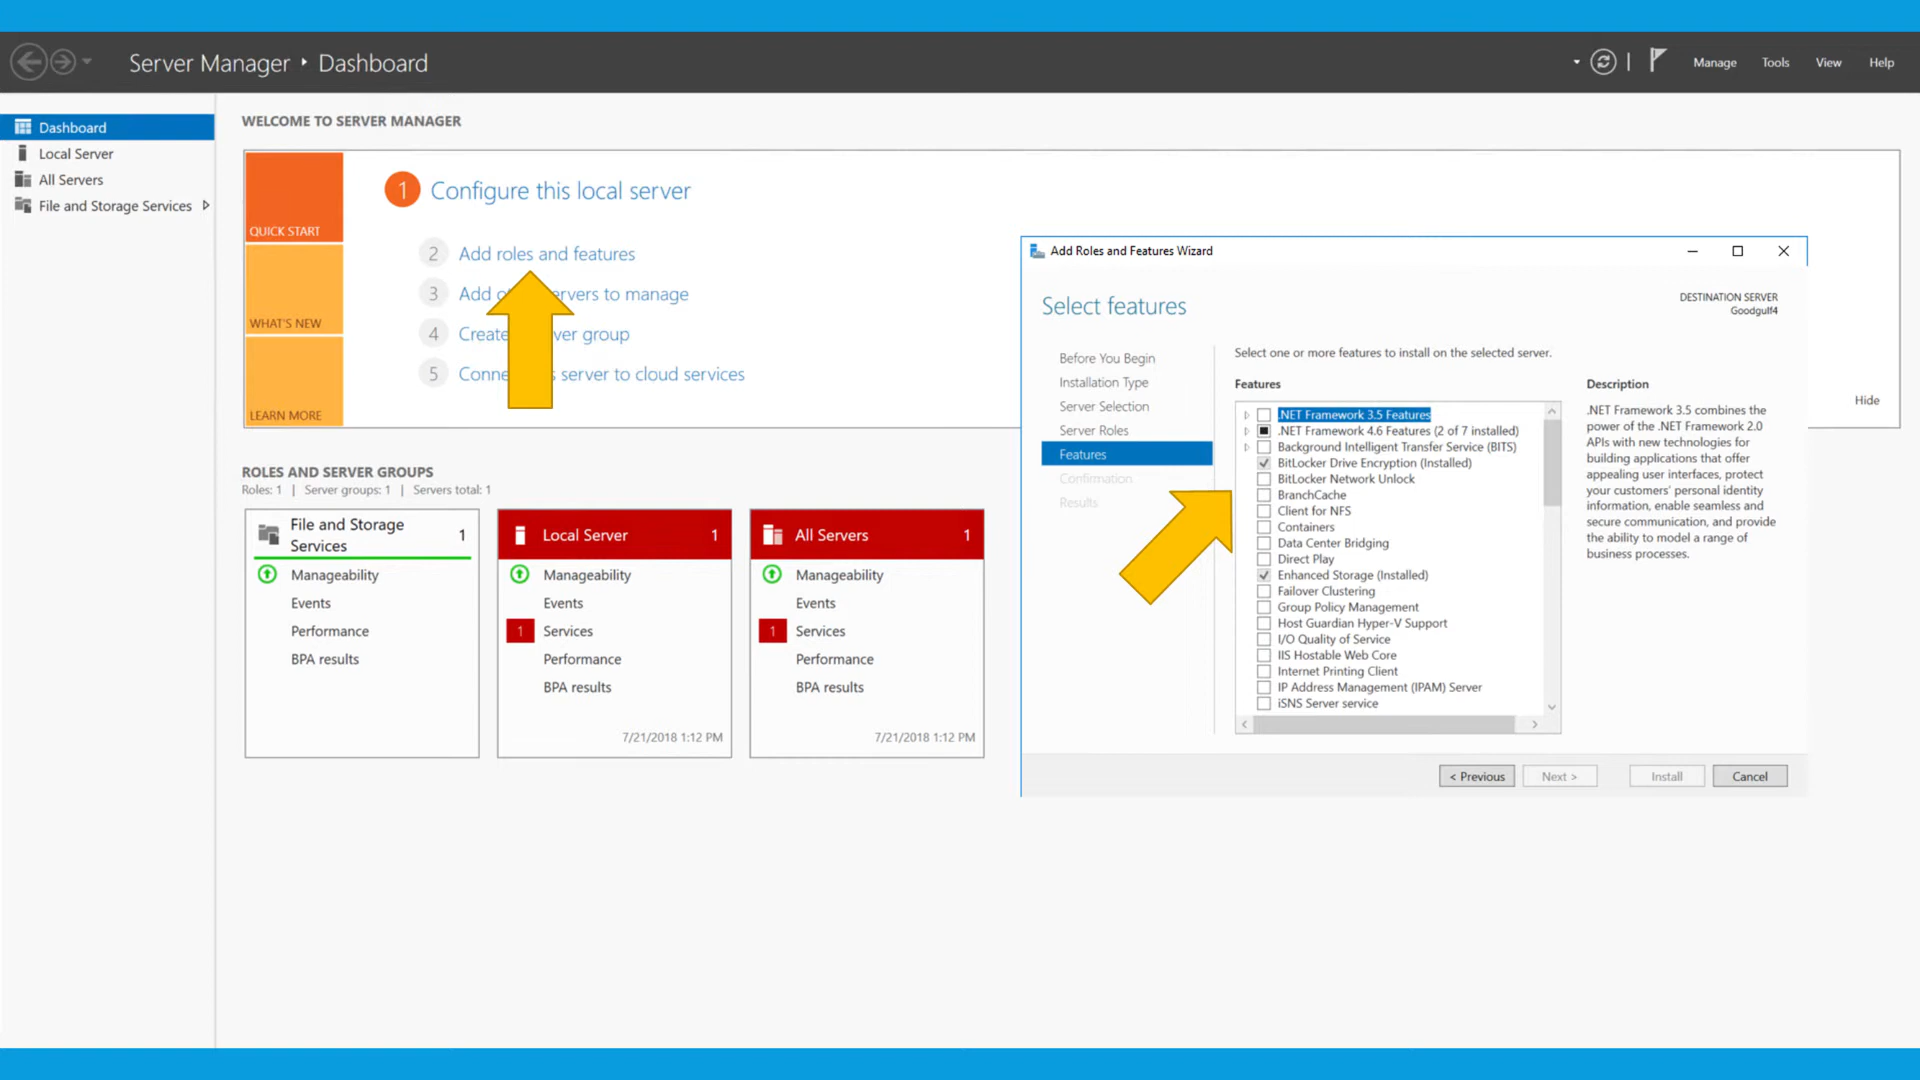 Server Manager ‣ Dashboard
Manage Tools View Help
Dashboard
Local Server
All Servers
File and Storage Services
WELCOME TO SERVER MANAGER
QUICK START
WHAT'S NEW
LEARN MORE
1 Configure this local server
2 Add roles and features
3 Add o ervers to manage
4 Create ver group
5 Conne s server to cloud services
Hide
ROLES AND SERVER GROUPS
Roles: 1 | Server groups: 1 | Servers total: 1
File and Storage
Services 1
Manageability
Events
Performance
BPA results
Local Server 1
Manageability
Events
1 Services
Performance
BPA results
7/21/2018 1:12 PM
All Servers 1
Manageability
Events
1 Services
Performance
BPA results
7/21/2018 1:12 PM
Add Roles and Features Wizard
Select features
DESTINATION SERVER
Goodgulf4
Before You Begin
Installation Type
Server Selection
Server Roles
Features
Confirmation
Results
Select one or more features to install on the selected server.
Features
.NET Framework 3.5 Features
.NET Framework 4.6 Features (2 of 7 installed)
Background Intelligent Transfer Service (BITS)
BitLocker Drive Encryption (Installed)
BitLocker Network Unlock
BranchCache
Client for NFS
Containers
Data Center Bridging
Direct Play
Enhanced Storage (Installed)
Failover Clustering
Group Policy Management
Host Guardian Hyper-V Support
I/O Quality of Service
IIS Hostable Web Core
Internet Printing Client
IP Address Management (IPAM) Server
iSNS Server service
Description
.NET Framework 3.5 combines the
power of the .NET Framework 2.0
APIs with new technologies for
building applications that offer
appealing user interfaces, protect
your customers' personal identity
information, enable seamless and
secure communication, and provide
the ability to model a range of
business processes.
< Previous Next > Install Cancel